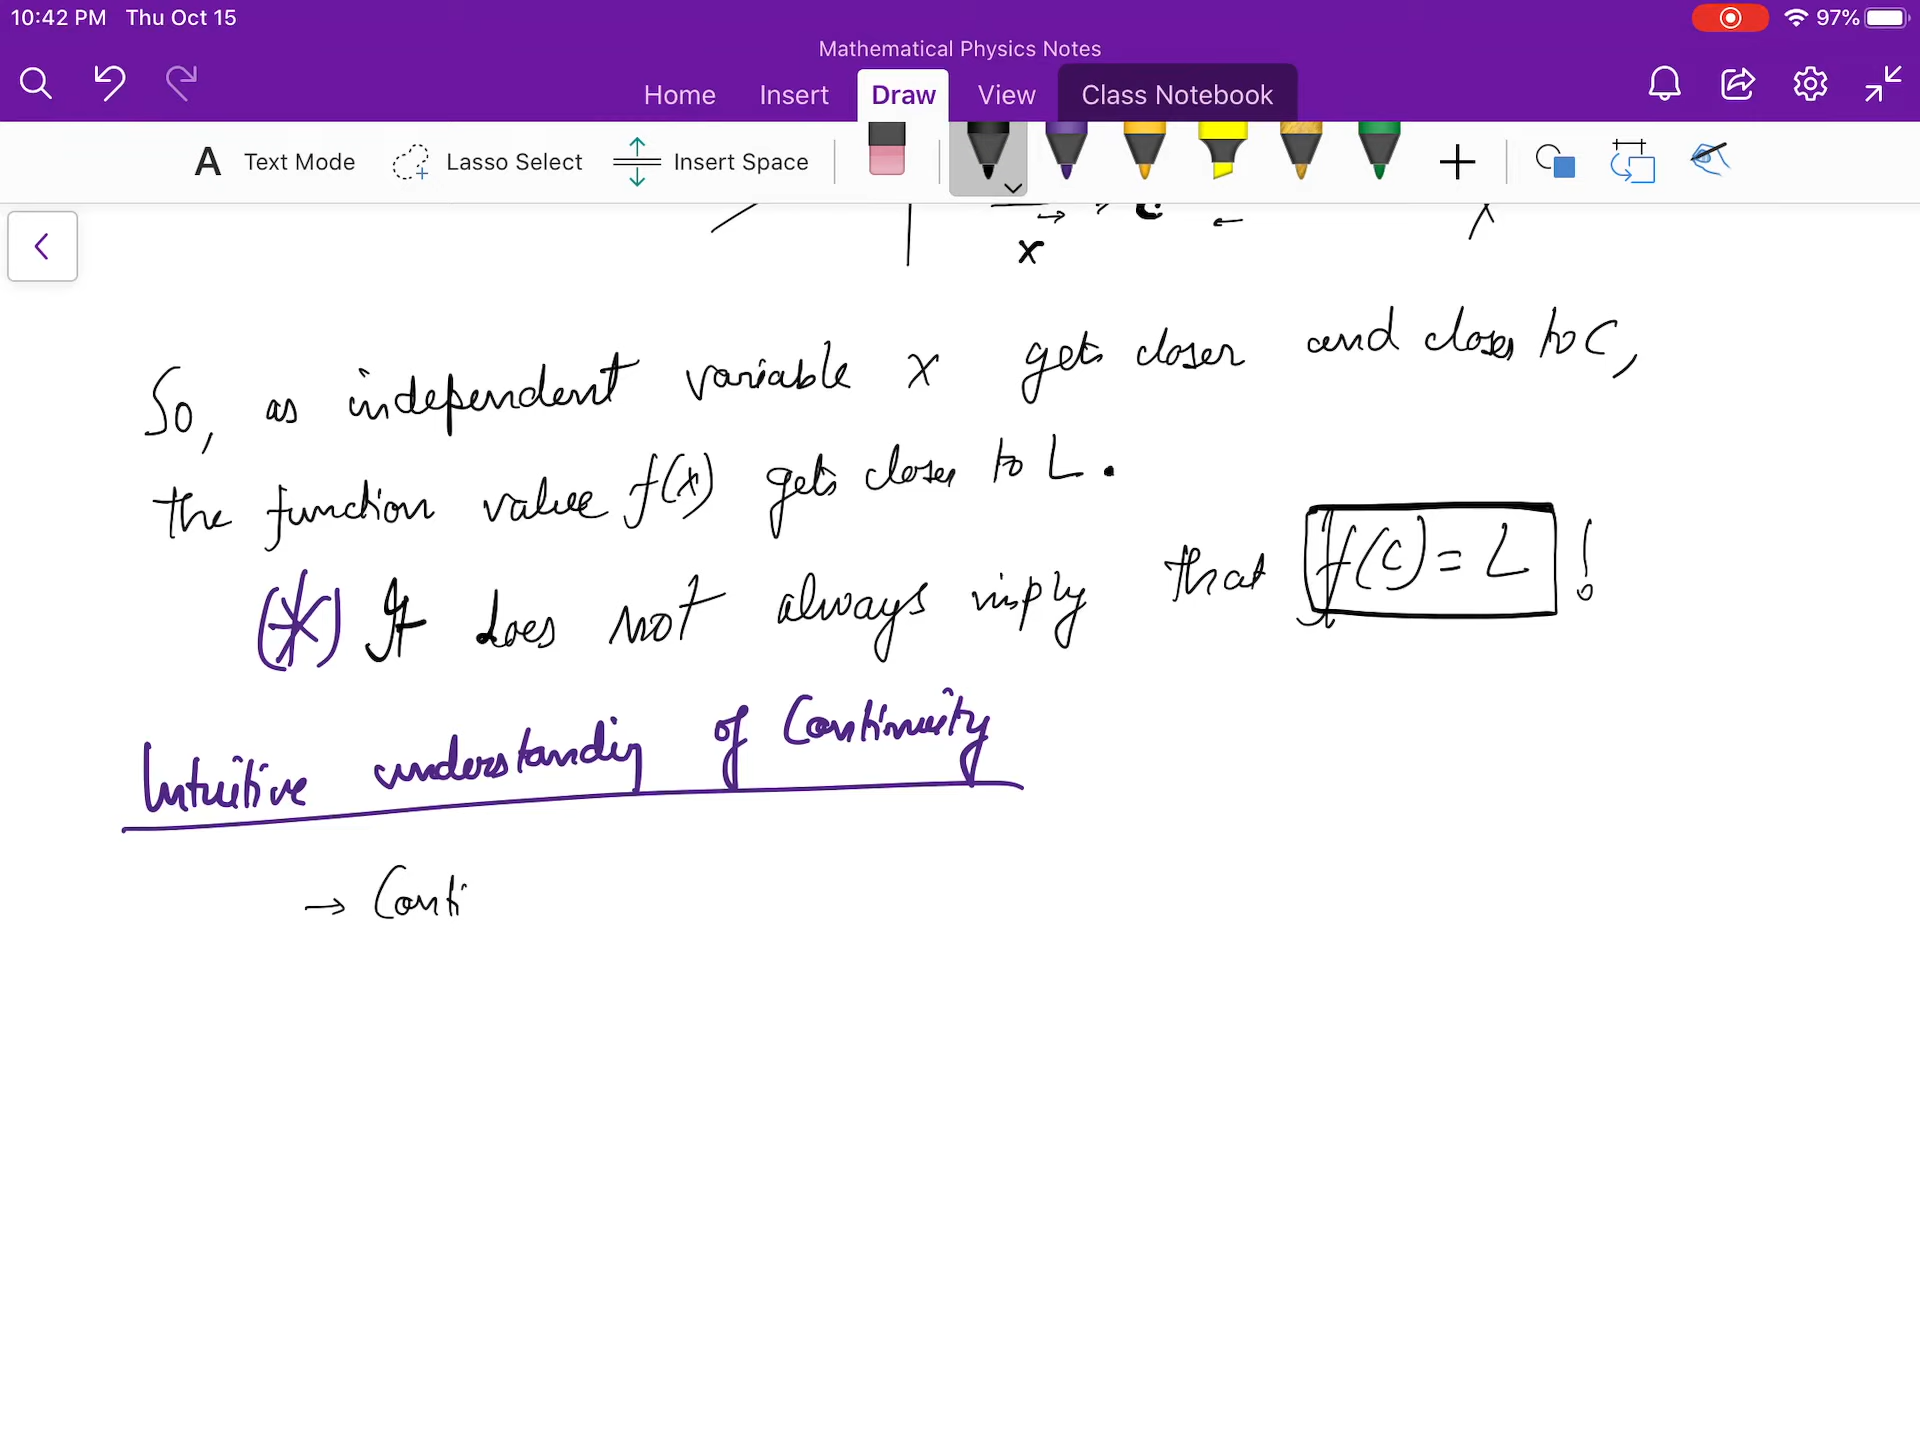 10:42 PM Thu Oct 15
97%
Mathematical Physics Notes
Home Insert Draw View Class Notebook
A Text Mode Lasso Select Insert Space
c
x
x
So, as independent variable x gets closer and closer to C,
the function value f(x) gets closer to L.
(*) It does not always imply that f(c) = L !
Intuitive understanding of Continuity
→ Conti